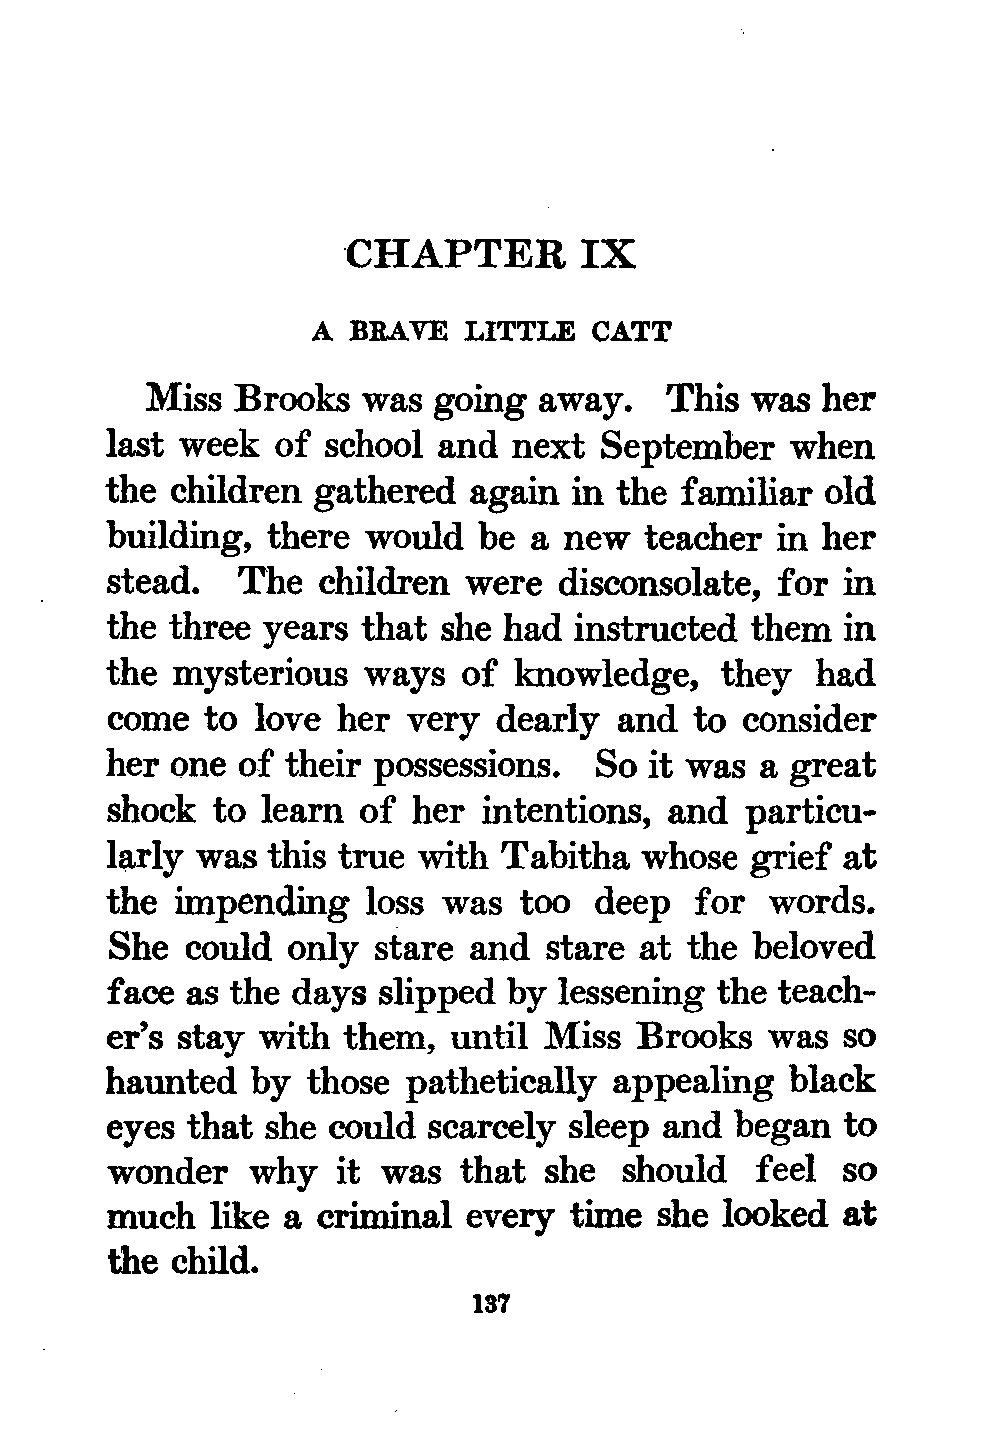 CHAPTER IX
A BRAVE LITTLE CATT
Miss Brooks was going away. This was her
last week of school and next September when
the children gathered again in the familiar old
building, there would be a new teacher in her
stead. The children were disconsolate, for in
the three years that she had instructed them in
the mysterious ways of knowledge, they had
come to love her very dearly and to consider
her one of their possessions. So it was a great
shock to learn of her intentions, and particu-
larly was this true with Tabitha whose grief at
the impending loss was too deep for words.
She could only stare and stare at the beloved
face as the days slipped by lessening the teach-
er's stay with them, until Miss Brooks was so
haunted by those pathetically appealing black
eyes that she could scarcely sleep and began to
wonder why it was that she should feel so
much like a criminal every time she looked at
the child.
137